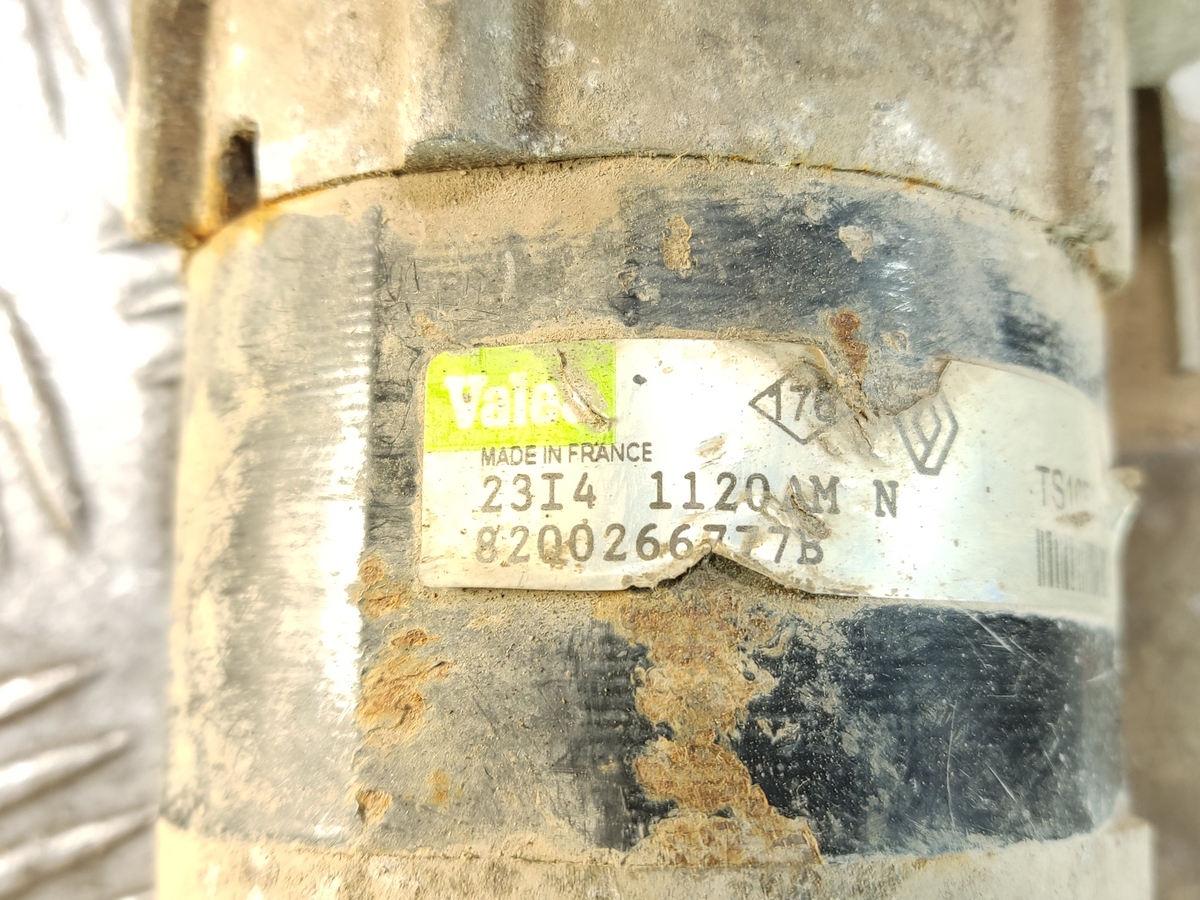 Valeo
MADE IN FRANCE
23I4 1120AM N
8200266777B